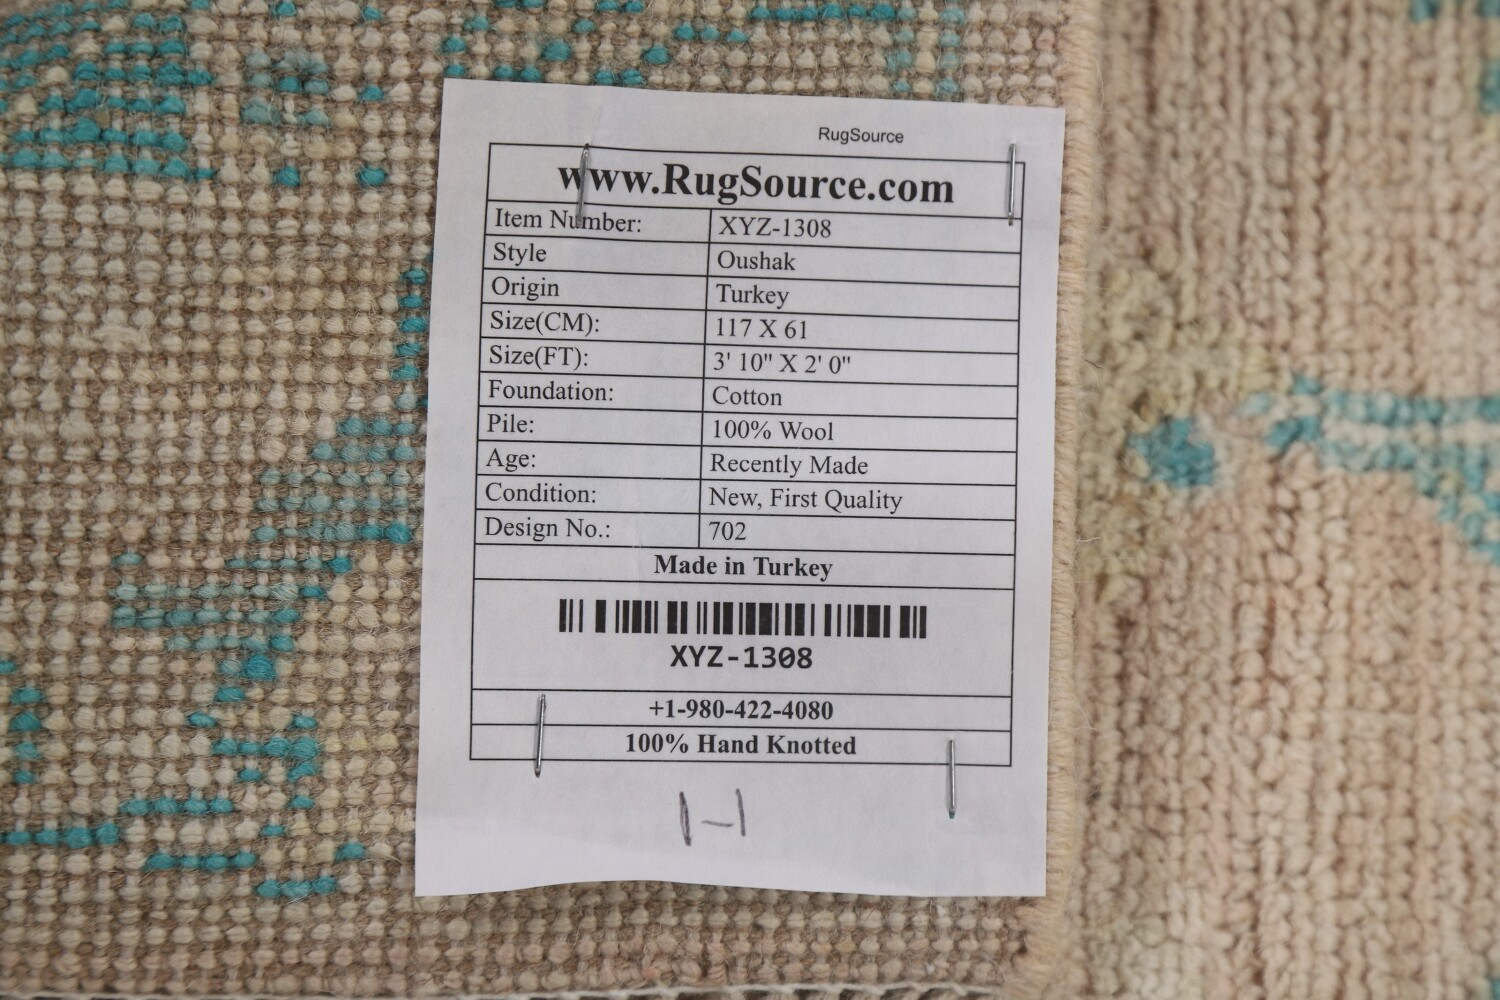 RugSource
www.RugSource.com
Item Number: XYZ-1308
Style Oushak
Origin Turkey
Size(CM): 117 X 61
Size(FT): 3' 10" X 2' 0"
Foundation: Cotton
Pile: 100% Wool
Age: Recently Made
Condition: New, First Quality
Design No.: 702
Made in Turkey
XYZ-1308
+1-980-422-4080
100% Hand Knotted
1-1